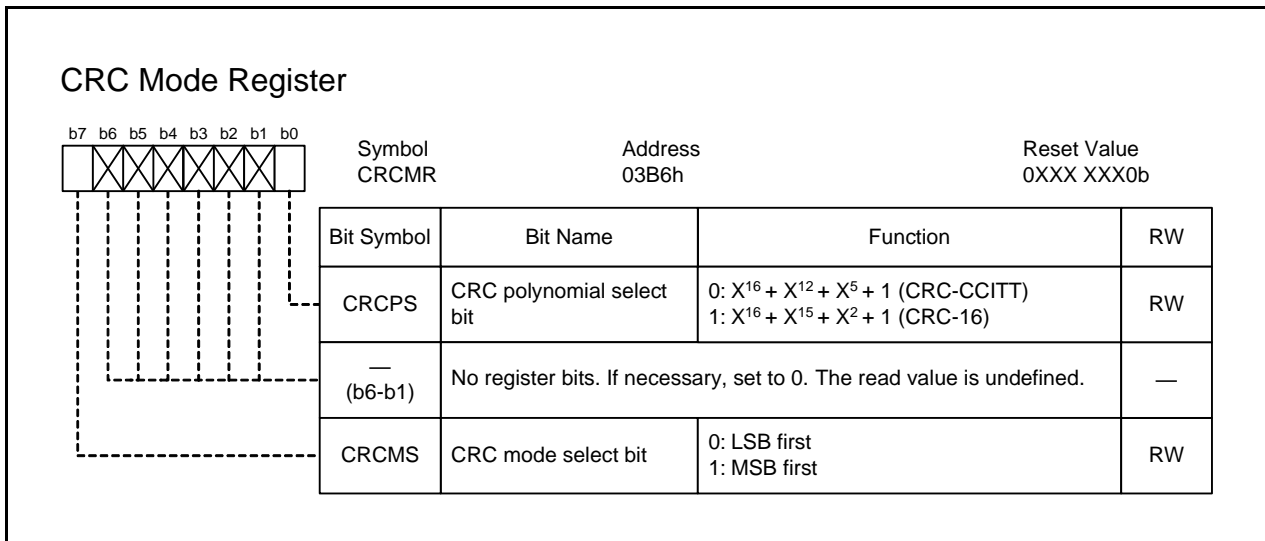 CRC Mode Register
b7 b6 b5 b4 b3 b2 b1 b0
Symbol Address Reset Value
CRCMR 03B6h 0XXX XXX0b
Bit Symbol Bit Name Function RW
CRCPS CRC polynomial select bit 0: X¹⁶ + X¹² + X⁵ + 1 (CRC-CCITT) RW
1: X¹⁶ + X¹⁵ + X² + 1 (CRC-16)
—
(b6-b1) No register bits. If necessary, set to 0. The read value is undefined. —
CRCMS CRC mode select bit 0: LSB first RW
1: MSB first